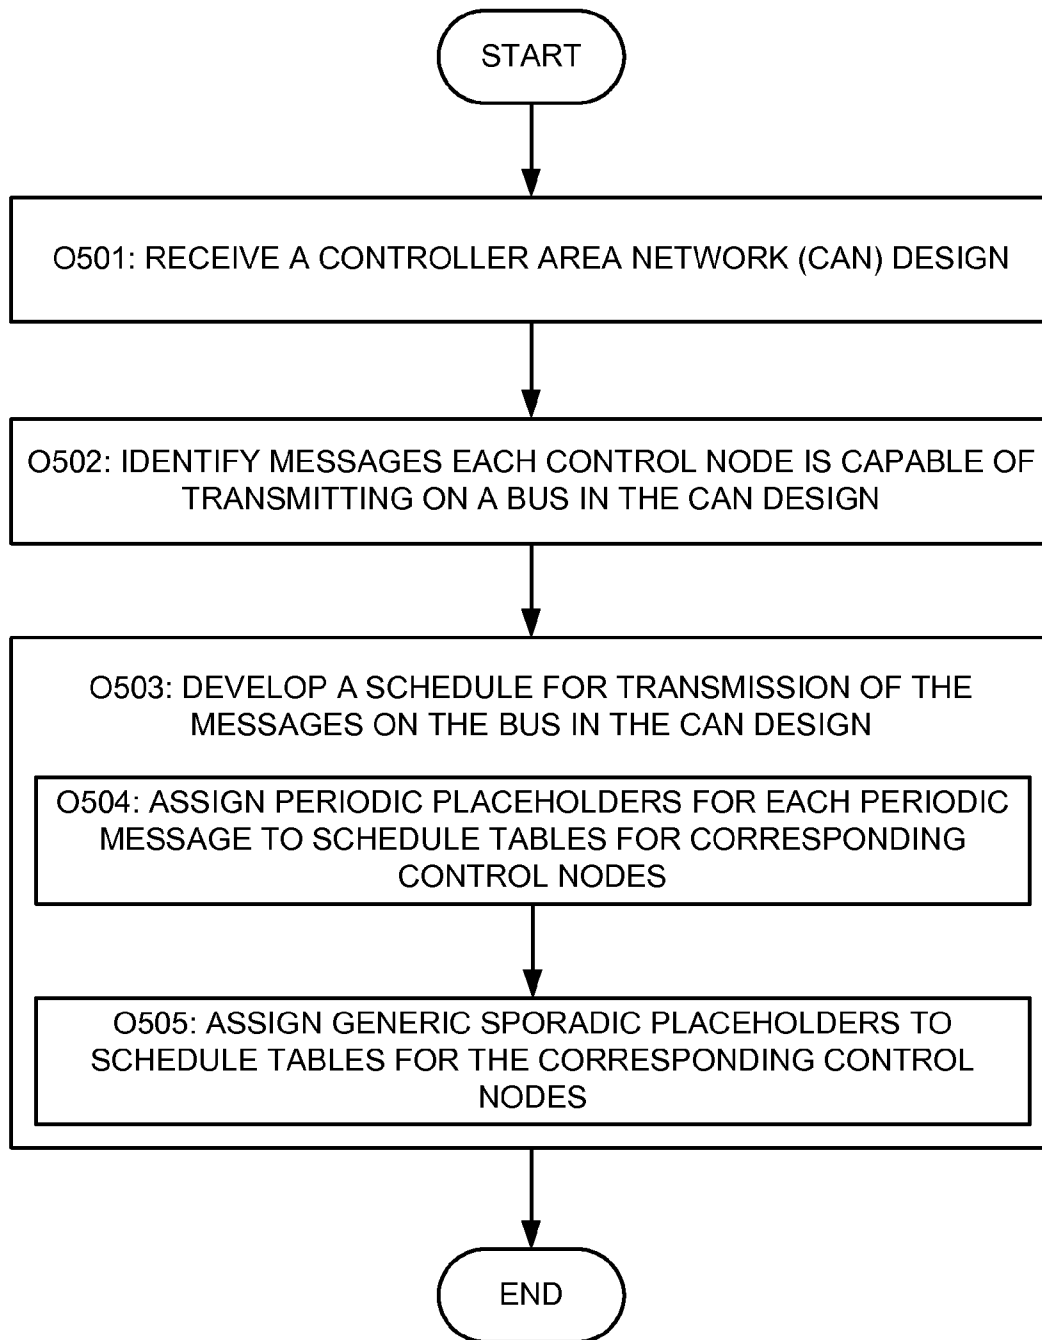 START
O501: RECEIVE A CONTROLLER AREA NETWORK (CAN) DESIGN
O502: IDENTIFY MESSAGES EACH CONTROL NODE IS CAPABLE OF
TRANSMITTING ON A BUS IN THE CAN DESIGN
O503: DEVELOP A SCHEDULE FOR TRANSMISSION OF THE
MESSAGES ON THE BUS IN THE CAN DESIGN
O504: ASSIGN PERIODIC PLACEHOLDERS FOR EACH PERIODIC
MESSAGE TO SCHEDULE TABLES FOR CORRESPONDING
CONTROL NODES
O505: ASSIGN GENERIC SPORADIC PLACEHOLDERS TO
SCHEDULE TABLES FOR THE CORRESPONDING CONTROL
NODES
END